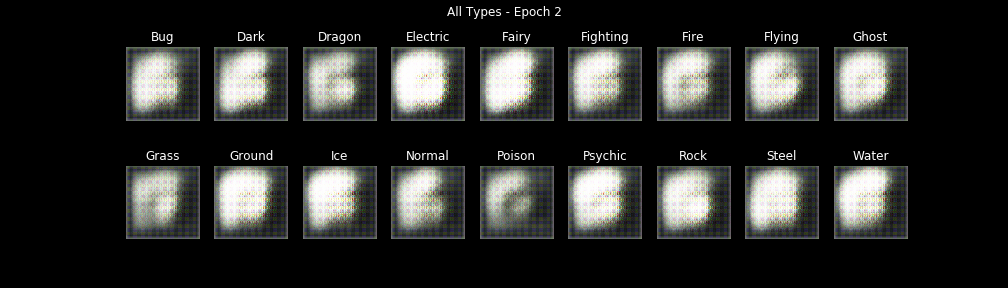 All Types - Epoch 2
Bug Dark Dragon Electric Fairy Fighting Fire Flying Ghost
Grass Ground Ice Normal Poison Psychic Rock Steel Water